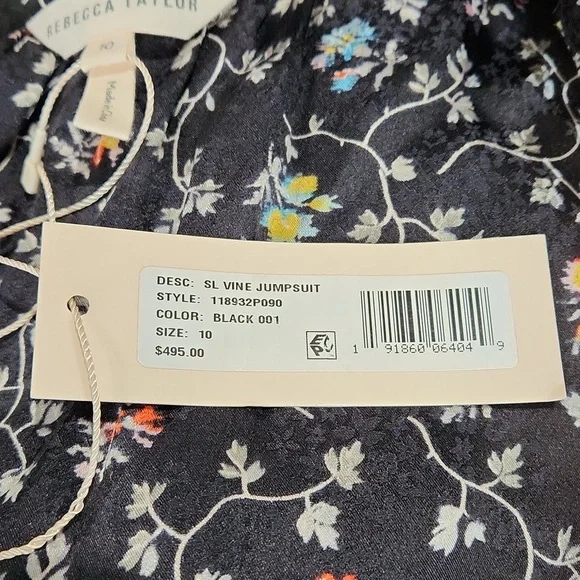 REBECCA TAYLOR
DESC: SL VINE JUMPSUIT
STYLE: 118932P090
COLOR: BLACK 001
SIZE: 10
$495.00
1 91860 06404 9